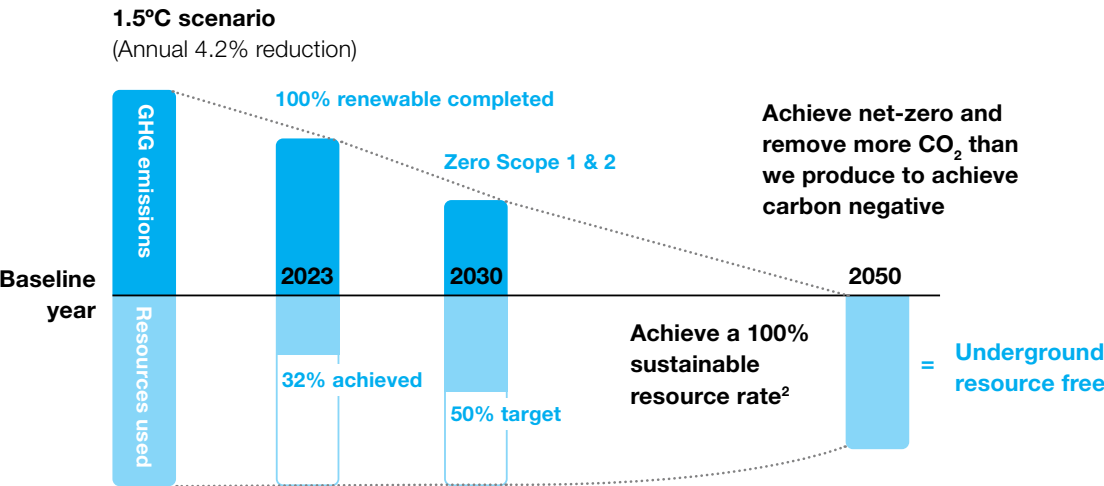 1.5ºC scenario
(Annual 4.2% reduction)
GHG emissions
100% renewable completed
Zero Scope 1 & 2
Achieve net-zero and
remove more CO₂ than
we produce to achieve
carbon negative
Baseline
year
2023
2030
2050
Resources used
32% achieved
50% target
Achieve a 100%
sustainable
resource rate²
=
Underground
resource free